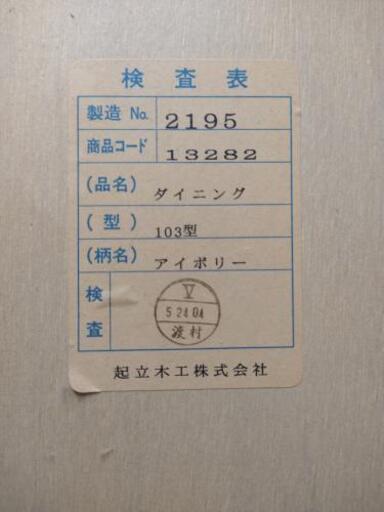 検査表
製造 No. 2195
商品コード 13282
(品名) ダイニング
(型) 103型
(柄名) アイボリー
検査
V
5 24 04
渡村
起立木工株式会社